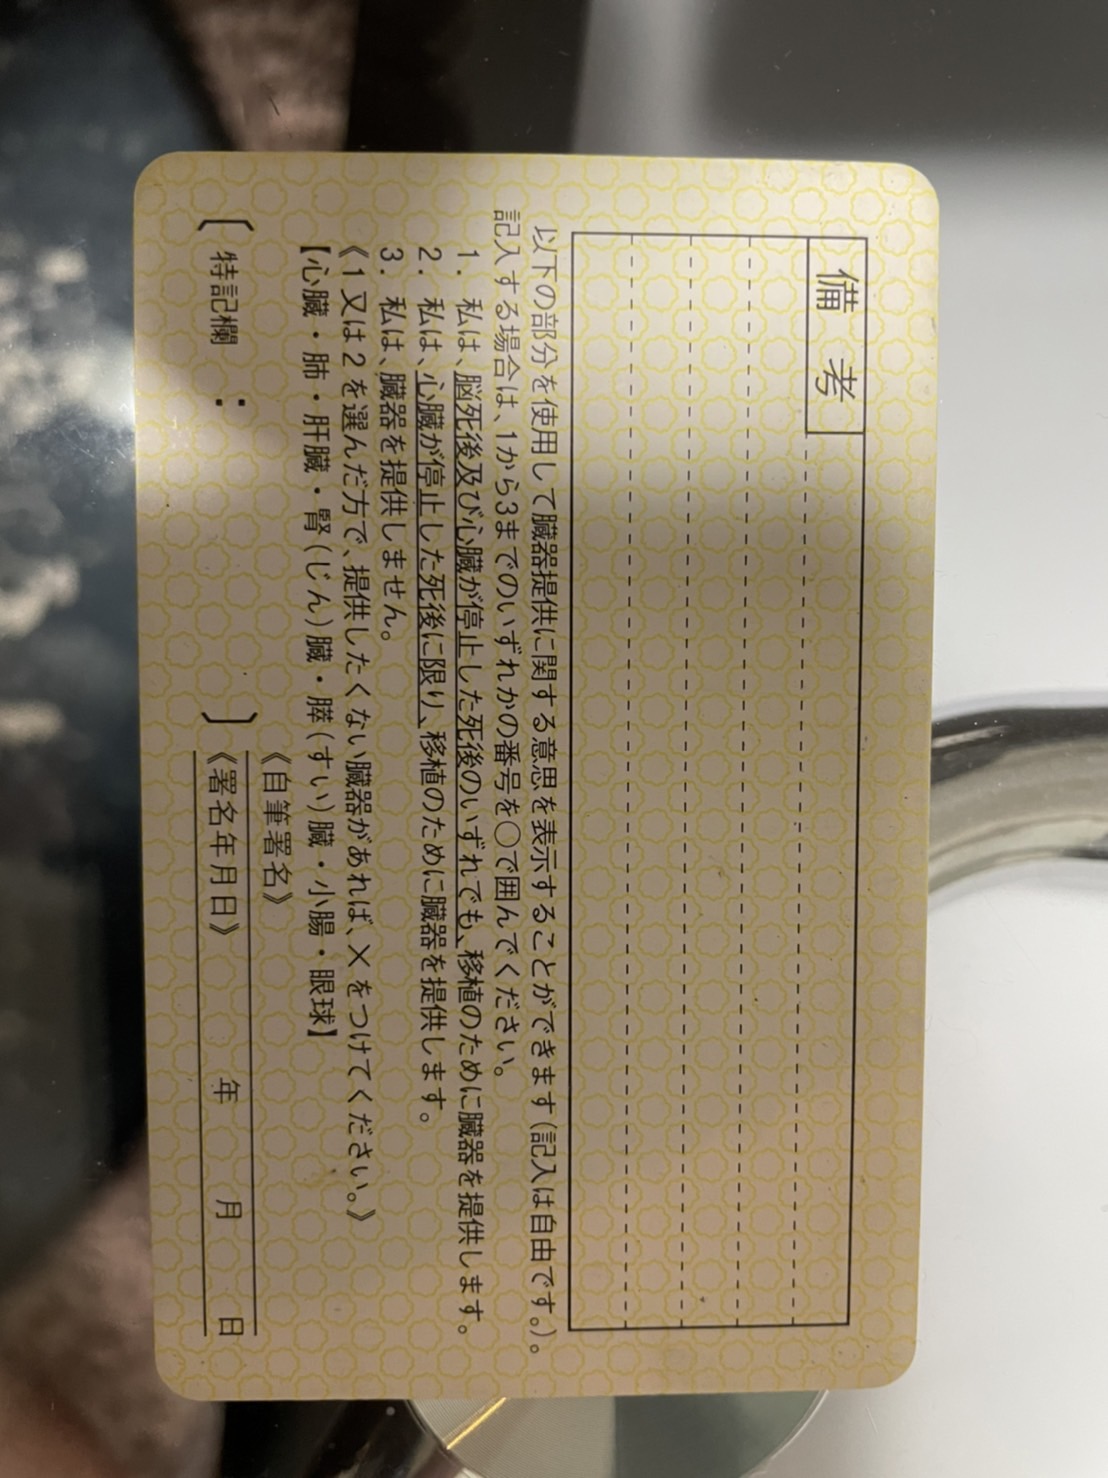 備考
以下の部分を使用して臓器提供に関する意思を表示することができます(記入は自由です。)。
記入する場合は、1から3までのいずれかの番号を○で囲んでください。
1. 私は、脳死後及び心臓が停止した死後のいずれでも、移植のために臓器を提供します。
2. 私は、心臓が停止した死後に限り、移植のために臓器を提供します。
3. 私は、臓器を提供しません。
《1又は2を選んだ方で、提供したくない臓器があれば、×をつけてください。》
【心臓・肺・肝臓・腎(じん)臓・膵(すい)臓・小腸・眼球】
〔特記欄：　　　〕
《自筆署名》
《署名年月日》　　年　　月　　日